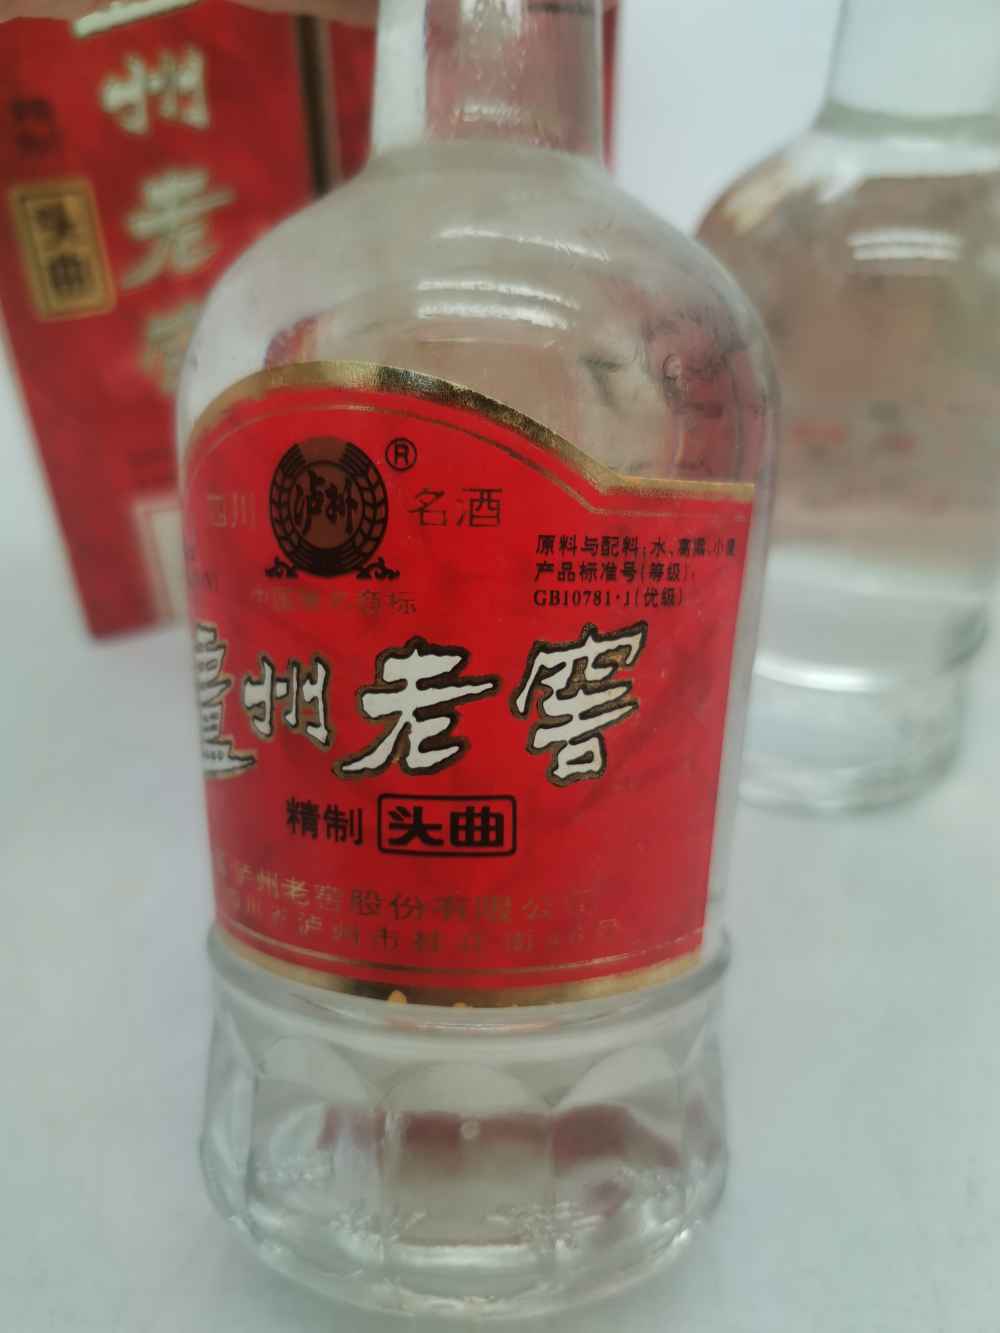 州老
头曲
泸州
®
四川
名酒
中国驰名商标
原料与配料:水、高粱、小麦
产品标准号(等级):
GB10781·1(优级)
泸州老窖
精制
头曲
泸州老窖股份有限公司